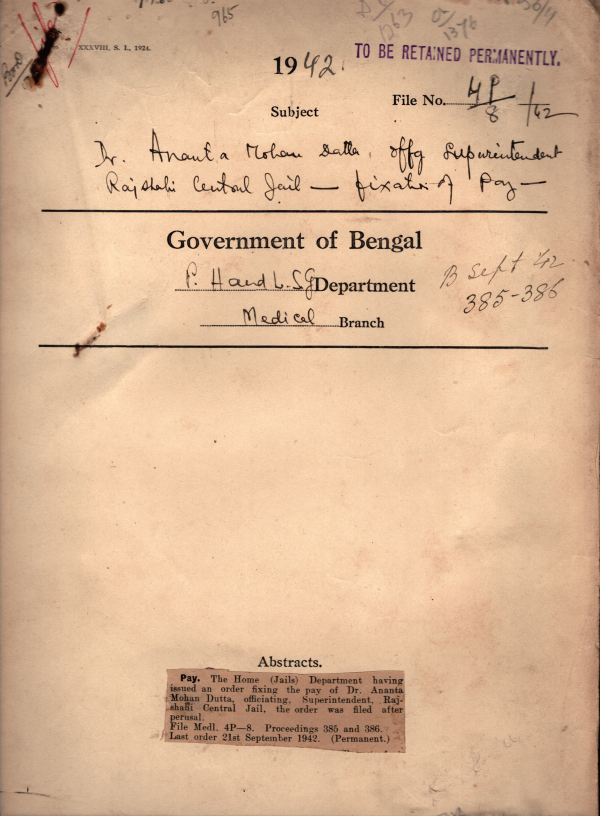 965
XXXVIII, S. I., 1924.
TO BE RETAINED PERMANENTLY.
1942.
Subject
File No. 4P/8/42
Dr. Ananta Mohan Datta, offg Superintendent
Rajshahi Central Jail — fixation of Pay —
Government of Bengal
P. H and L. S G Department
Medical Branch
B Sept '42
385-386
Abstracts.
Pay. The Home (Jails) Department having
issued an order fixing the pay of Dr. Ananta
Mohan Dutta, officiating, Superintendent, Raj-
shahi Central Jail, the order was filed after
perusal.
File Medl. 4P—8. Proceedings 385 and 386.
Last order 21st September 1942. (Permanent.)